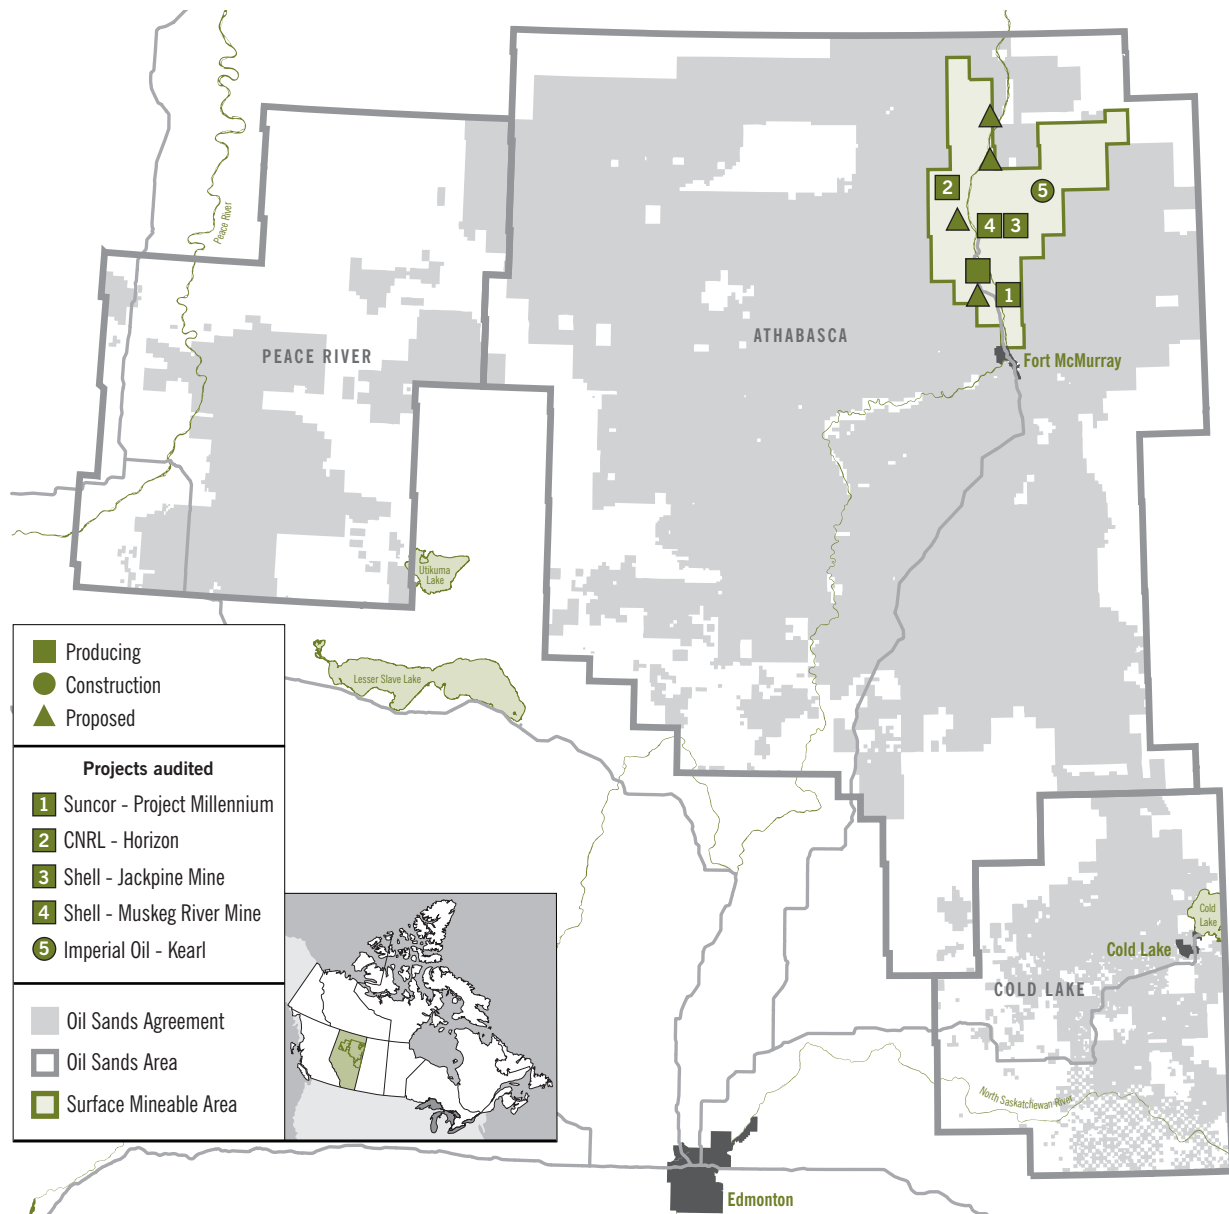 Peace River
2
5
4
3
1
ATHABASCA
PEACE RIVER
Fort McMurray
Utikuma
Lake
Lesser Slave Lake
Producing
Construction
Proposed
Projects audited
1 Suncor - Project Millennium
2 CNRL - Horizon
3 Shell - Jackpine Mine
4 Shell - Muskeg River Mine
5 Imperial Oil - Kearl
Oil Sands Agreement
Oil Sands Area
Surface Mineable Area
Cold
Lake
Cold Lake
COLD LAKE
North Saskatchewan River
Edmonton